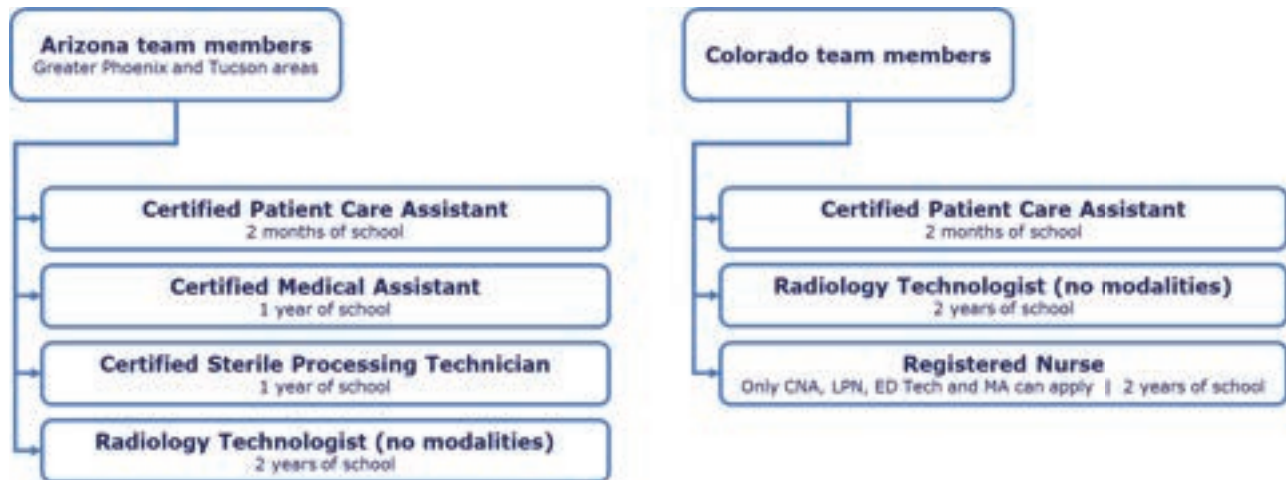 Arizona team members
Greater Phoenix and Tucson areas
Certified Patient Care Assistant
2 months of school
Certified Medical Assistant
1 year of school
Certified Sterile Processing Technician
1 year of school
Radiology Technologist (no modalities)
2 years of school
Colorado team members
Certified Patient Care Assistant
2 months of school
Radiology Technologist (no modalities)
2 years of school
Registered Nurse
Only CNA, LPN, ED Tech and MA can apply | 2 years of school